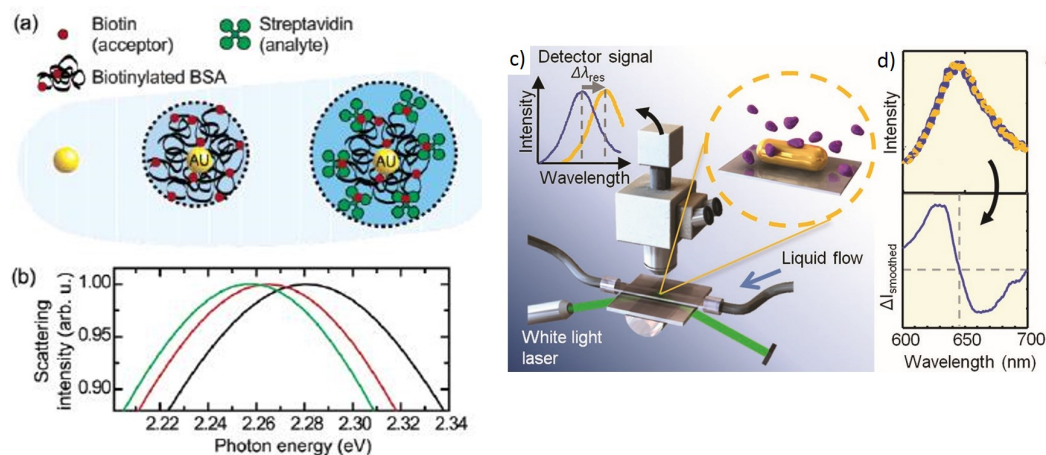 (a)
Biotin
(acceptor)
Streptavidin
(analyte)
Biotinylated BSA
AU
AU
(b)
Scattering
intensity (arb. u.)
1.00
0.95
0.90
2.22 2.24 2.26 2.28 2.30 2.32 2.34
Photon energy (eV)
c)
Detector signal
Δλres
Intensity
Wavelength
Liquid flow
White light
laser
d)
Intensity
ΔIsmoothed
600 650 700
Wavelength (nm)